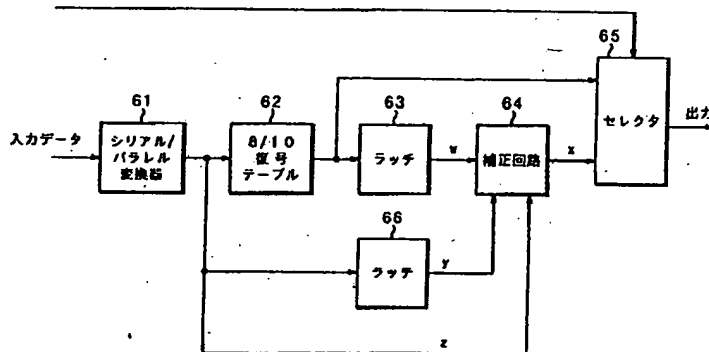 65
61
62
63
64
セレクタ
出力
入力データ
シリアル/
パラレル
変換器
8/10
復号
テーブル
ラッチ
w
補正回路
x
66
ラッチ
y
z